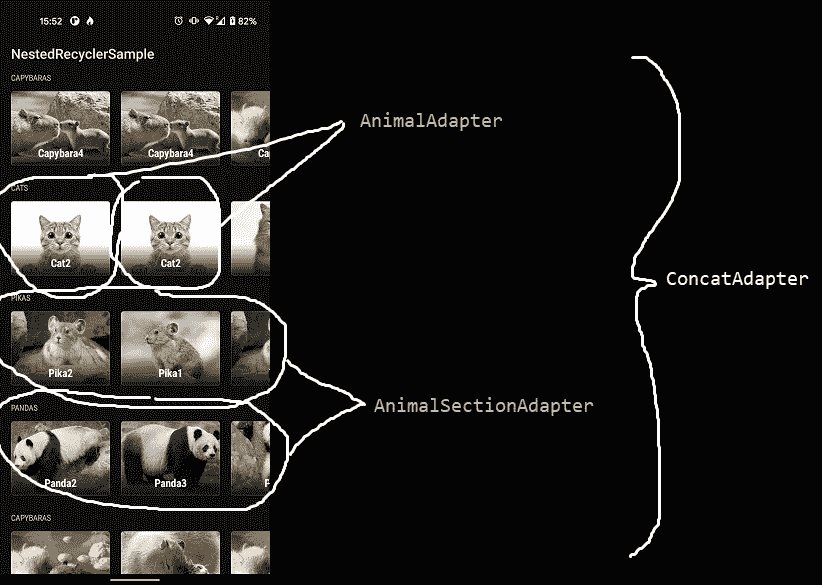 15:52 82%
NestedRecyclerSample
CAPYBARAS
Capybara4 Capybara4 Ca
AnimalAdapter
CATS
Cat2 Cat2
ConcatAdapter
PIKAS
Pika2 Pika1
AnimalSectionAdapter
PANDAS
Panda2 Panda3 P
CAPYBARAS